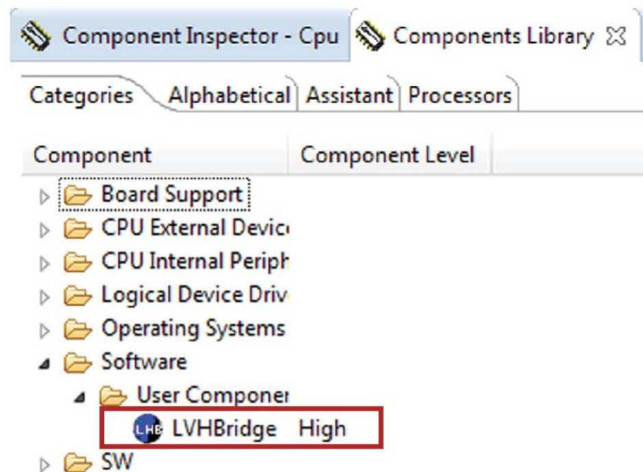 Component Inspector - Cpu Components Library
Categories Alphabetical Assistant Processors
Component Component Level
Board Support
CPU External Devic
CPU Internal Periph
Logical Device Driv
Operating Systems
Software
User Componer
LHB LVHBridge High
SW